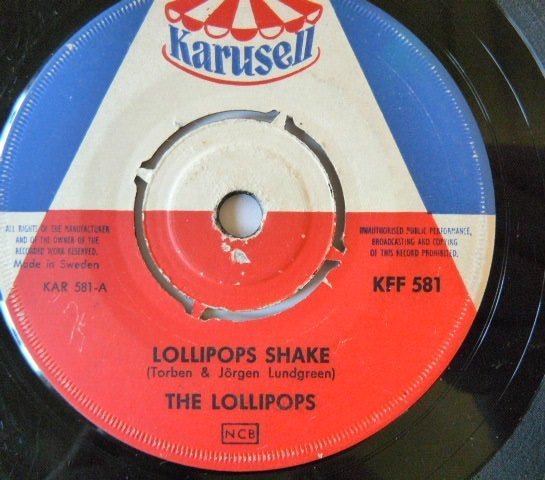 Karusell
ALL RIGHTS OF THE MANUFACTURER
AND OF THE OWNER OF THE
RECORDED WORK RESERVED.
Made in Sweden
KAR 581-A
UNAUTHORISED PUBLIC PERFORMANCE,
BROADCASTING AND COPYING
OF THIS RECORD PROHIBITED.
KFF 581
LOLLIPOPS SHAKE
(Torben & Jörgen Lundgreen)
THE LOLLIPOPS
NCB